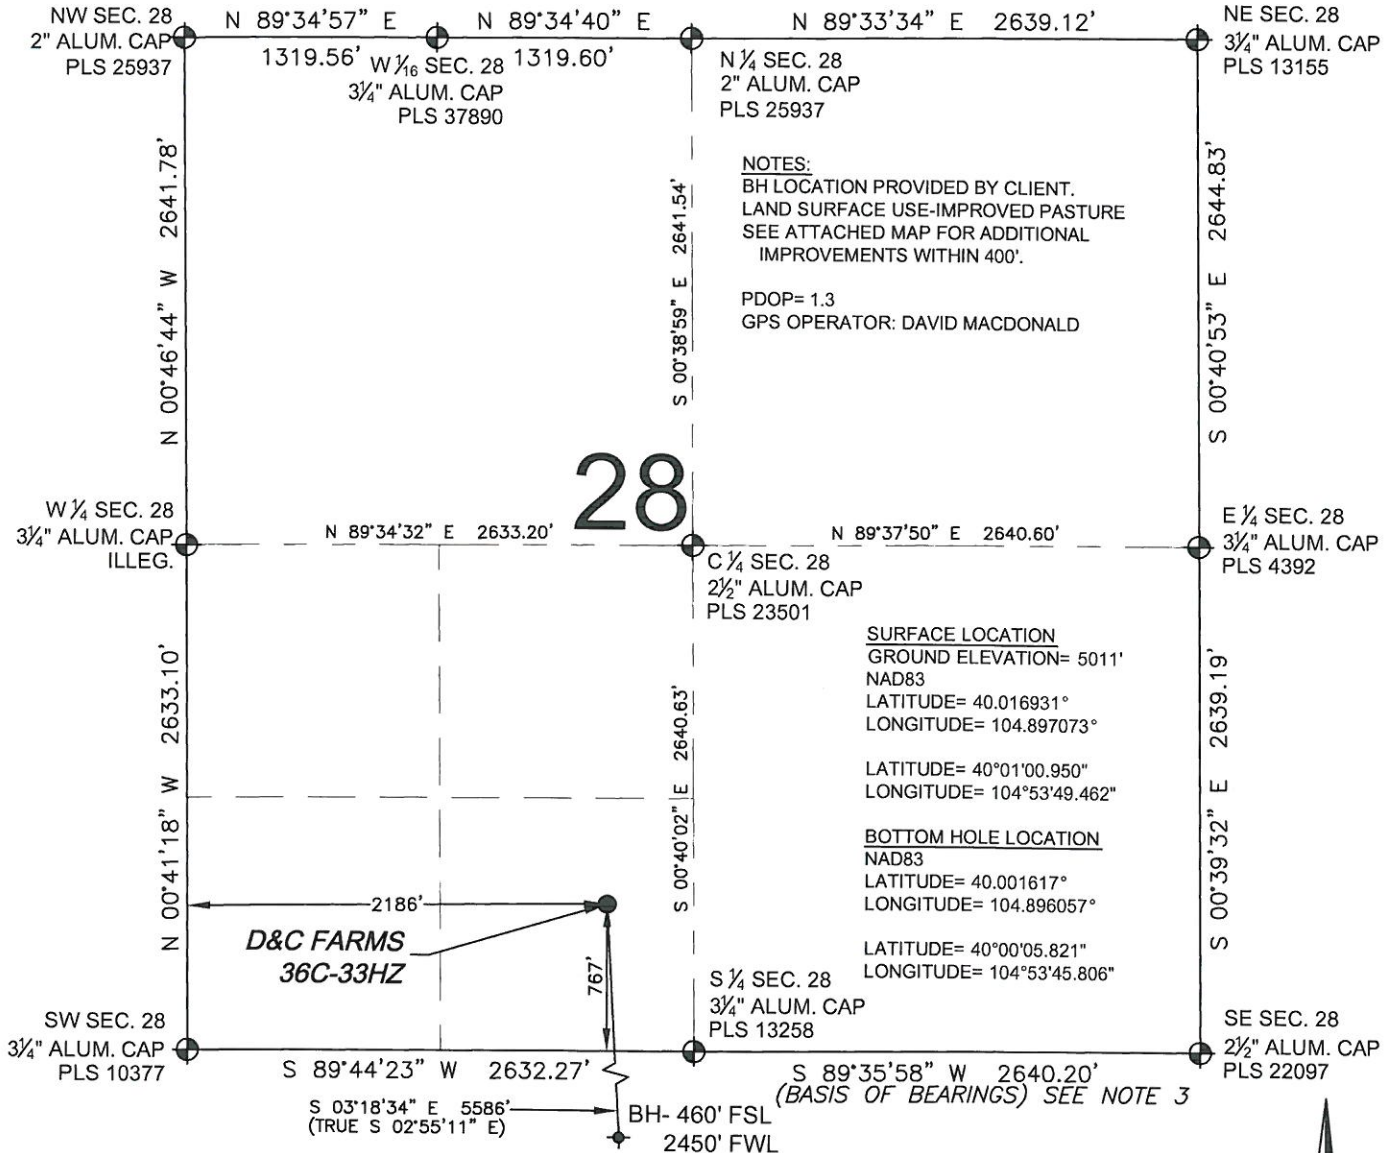 NW SEC. 28
2" ALUM. CAP
PLS 25937
N 89°34'57" E
1319.56'
W 1/16 SEC. 28
3¼" ALUM. CAP
PLS 37890
N 89°34'40" E
1319.60'
N ¼ SEC. 28
2" ALUM. CAP
PLS 25937
N 89°33'34" E 2639.12'
NE SEC. 28
3¼" ALUM. CAP
PLS 13155
N 00°46'44" W 2641.78'
S 00°38'59" E 2641.54'
NOTES:
BH LOCATION PROVIDED BY CLIENT.
LAND SURFACE USE-IMPROVED PASTURE
SEE ATTACHED MAP FOR ADDITIONAL
IMPROVEMENTS WITHIN 400'.
PDOP= 1.3
GPS OPERATOR: DAVID MACDONALD
S 00°40'53" E 2644.83'
28
W ¼ SEC. 28
3¼" ALUM. CAP
ILLEG.
N 89°34'32" E 2633.20'
C ¼ SEC. 28
2½" ALUM. CAP
PLS 23501
N 89°37'50" E 2640.60'
E ¼ SEC. 28
3¼" ALUM. CAP
PLS 4392
N 00°41'18" W 2633.10'
S 00°40'02" E 2640.63'
SURFACE LOCATION
GROUND ELEVATION= 5011'
NAD83
LATITUDE= 40.016931°
LONGITUDE= 104.897073°
LATITUDE= 40°01'00.950"
LONGITUDE= 104°53'49.462"
BOTTOM HOLE LOCATION
NAD83
LATITUDE= 40.001617°
LONGITUDE= 104.896057°
LATITUDE= 40°00'05.821"
LONGITUDE= 104°53'45.806"
S 00°39'32" E 2639.19'
2186'
D&C FARMS
36C-33HZ
767'
SW SEC. 28
3¼" ALUM. CAP
PLS 10377
S ¼ SEC. 28
3¼" ALUM. CAP
PLS 13258
SE SEC. 28
2½" ALUM. CAP
PLS 22097
S 89°44'23" W 2632.27'
S 89°35'58" W 2640.20'
(BASIS OF BEARINGS) SEE NOTE 3
S 03°18'34" E 5586'
(TRUE S 02°55'11" E)
BH- 460' FSL
2450' FWL